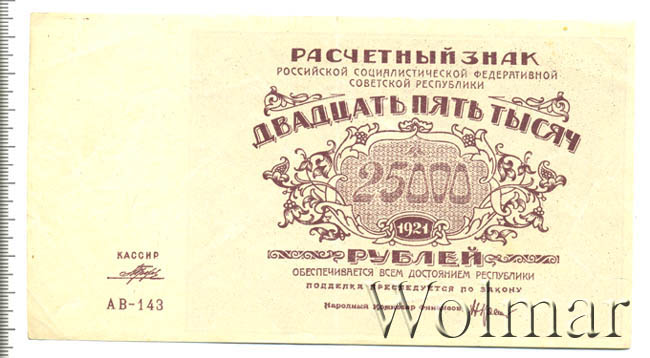 РАСЧЕТНЫЙ ЗНАК
РОССИЙСКОЙ СОЦИАЛИСТИЧЕСКОЙ ФЕДЕРАТИВНОЙ
СОВЕТСКОЙ РЕСПУБЛИКИ
ДВАДЦАТЬ ПЯТЬ ТЫСЯЧ
25000
1921
РУБЛЕЙ
ОБЕСПЕЧИВАЕТСЯ ВСЕМ ДОСТОЯНИЕМ РЕСПУБЛИКИ
ПОДДЕЛКА ПРЕСЛЕДУЕТСЯ ПО ЗАКОНУ
Народный Комиссар Финансов
КАССИР
АВ-143
Wolmar